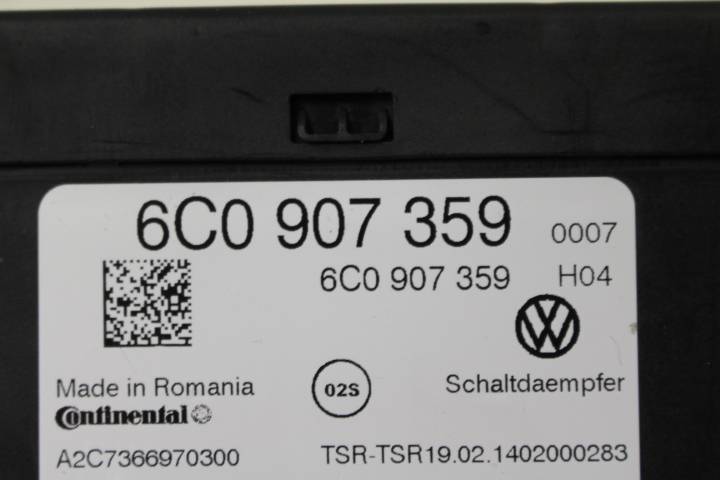 6C0 907 359 0007
6C0 907 359 H04
Made in Romania 02S Schaltdaempfer
Continental
A2C7366970300 TSR-TSR19.02.1402000283